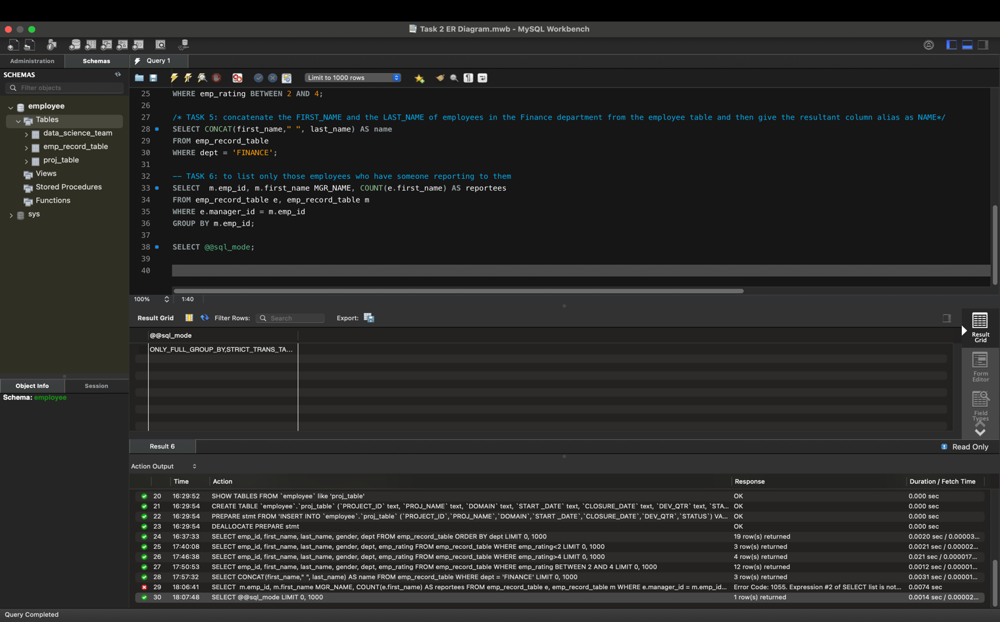 Task 2 ER Diagram.mwb - MySQL Workbench
Administration
Schemas
Query 1
SCHEMAS
Filter objects
employee
Tables
data_science_team
emp_record_table
proj_table
Views
Stored Procedures
Functions
sys
Object Info
Session
Schema: employee
Limit to 1000 rows
25 WHERE emp_rating BETWEEN 2 AND 4;
26
27 /* TASK 5: concatenate the FIRST_NAME and the LAST_NAME of employees in the Finance department from the employee table and then give the resultant column alias as NAME*/
28 SELECT CONCAT(first_name," ", last_name) AS name
29 FROM emp_record_table
30 WHERE dept = 'FINANCE';
31
32 -- TASK 6: to list only those employees who have someone reporting to them
33 SELECT  m.emp_id, m.first_name MGR_NAME, COUNT(e.first_name) AS reportees
34 FROM emp_record_table e, emp_record_table m
35 WHERE e.manager_id = m.emp_id
36 GROUP BY m.emp_id;
37
38 SELECT @@sql_mode;
39
40
100% 1:40
Result Grid Filter Rows: Search Export:
@@sql_mode
ONLY_FULL_GROUP_BY,STRICT_TRANS_TA...
Result
Grid
Form
Editor
Field
Types
Result 6
Read Only
Action Output
Time Action Response Duration / Fetch Time
20 16:29:52 SHOW TABLES FROM `employee` like 'proj_table' OK 0.000 sec
21 16:29:54 CREATE TABLE `employee`.`proj_table` (`PROJECT_ID` text, `PROJ_NAME` text, `DOMAIN` text, `START _DATE` text, `CLOSURE_DATE` text, `DEV_QTR` text, `STA... OK 0.000 sec
22 16:29:54 PREPARE stmt FROM 'INSERT INTO `employee`.`proj_table` (`PROJECT_ID`,`PROJ_NAME`,`DOMAIN`,`START _DATE`,`CLOSURE_DATE`,`DEV_QTR`,`STATUS`) VA... OK 0.000 sec
23 16:29:54 DEALLOCATE PREPARE stmt OK 0.000 sec
24 16:37:33 SELECT emp_id, first_name, last_name, gender, dept FROM emp_record_table ORDER BY dept LIMIT 0, 1000 19 row(s) returned 0.0020 sec / 0.00003...
25 17:40:08 SELECT emp_id, first_name, last_name, gender, dept, emp_rating FROM emp_record_table WHERE emp_rating<2 LIMIT 0, 1000 3 row(s) returned 0.0021 sec / 0.00002...
26 17:46:38 SELECT emp_id, first_name, last_name, gender, dept, emp_rating FROM emp_record_table WHERE emp_rating>4 LIMIT 0, 1000 4 row(s) returned 0.021 sec / 0.000017...
27 17:50:53 SELECT emp_id, first_name, last_name, gender, dept, emp_rating FROM emp_record_table WHERE emp_rating BETWEEN 2 AND 4 LIMIT 0, 1000 12 row(s) returned 0.0012 sec / 0.00001...
28 17:57:32 SELECT CONCAT(first_name," ", last_name) AS name FROM emp_record_table WHERE dept = 'FINANCE' LIMIT 0, 1000 3 row(s) returned 0.0031 sec / 0.00001...
29 18:06:41 SELECT  m.emp_id, m.first_name MGR_NAME, COUNT(e.first_name) AS reportees FROM emp_record_table e, emp_record_table m WHERE e.manager_id = m.emp_id... Error Code: 1055. Expression #2 of SELECT list is not... 0.0074 sec
30 18:07:48 SELECT @@sql_mode LIMIT 0, 1000 1 row(s) returned 0.0014 sec / 0.00002...
Query Completed